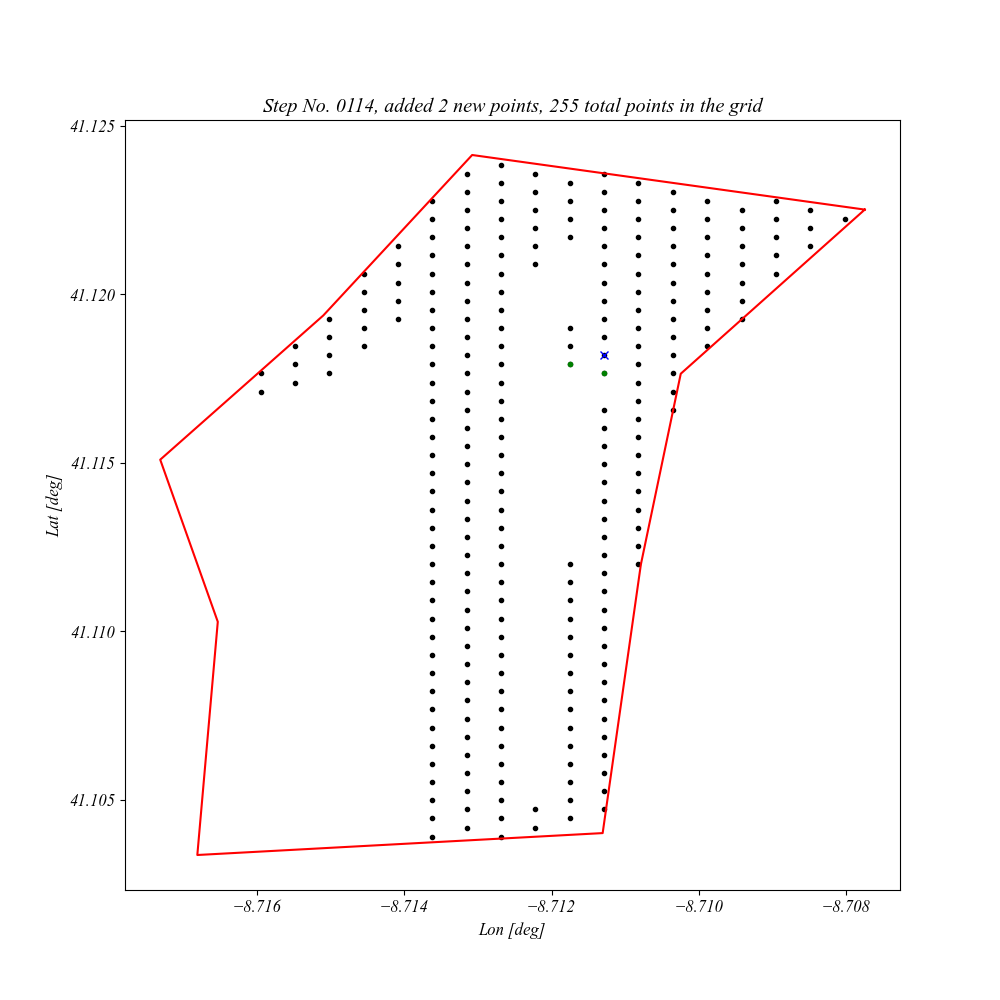 Step No. 0114, added 2 new points, 255 total points in the grid
41.125
41.120
41.115
41.110
41.105
Lat [deg]
−8.716 −8.714 −8.712 −8.710 −8.708
Lon [deg]